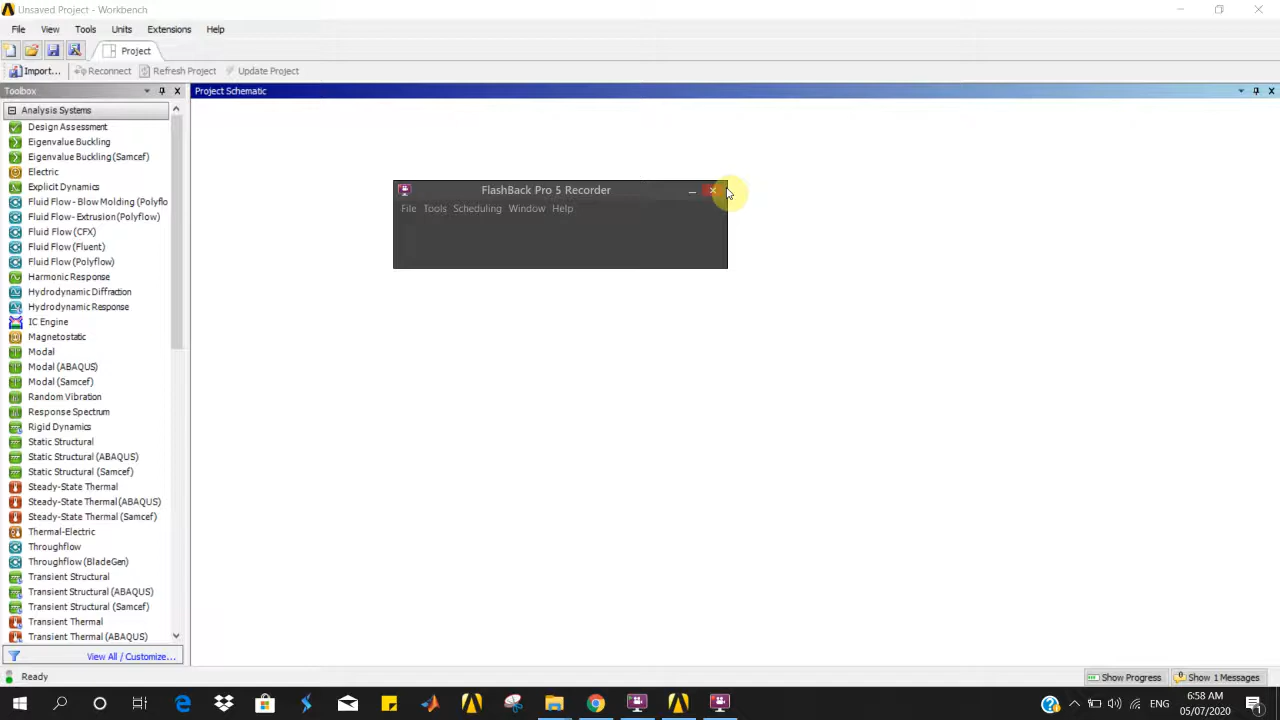 Unsaved Project - Workbench
File View Tools Units Extensions Help
Project
Import... Reconnect Refresh Project Update Project
Toolbox
Project Schematic
Analysis Systems
Design Assessment
Eigenvalue Buckling
Eigenvalue Buckling (Samcef)
Electric
Explicit Dynamics
Fluid Flow - Blow Molding (Polyflo
Fluid Flow- Extrusion (Polyflow)
Fluid Flow (CFX)
Fluid Flow (Fluent)
Fluid Flow (Polyflow)
Harmonic Response
Hydrodynamic Diffraction
Hydrodynamic Response
IC Engine
Magnetostatic
Modal
Modal (ABAQUS)
Modal (Samcef)
Random Vibration
Response Spectrum
Rigid Dynamics
Static Structural
Static Structural (ABAQUS)
Static Structural (Samcef)
Steady-State Thermal
Steady-State Thermal (ABAQUS)
Steady-State Thermal (Samcef)
Thermal-Electric
Throughflow
Throughflow (BladeGen)
Transient Structural
Transient Structural (ABAQUS)
Transient Structural (Samcef)
Transient Thermal
Transient Thermal (ABAQUS)
View All / Customize...
FlashBack Pro 5 Recorder
File Tools Scheduling Window Help
Ready
Show Progress
Show 1 Messages
ENG
6:58 AM
05/07/2020